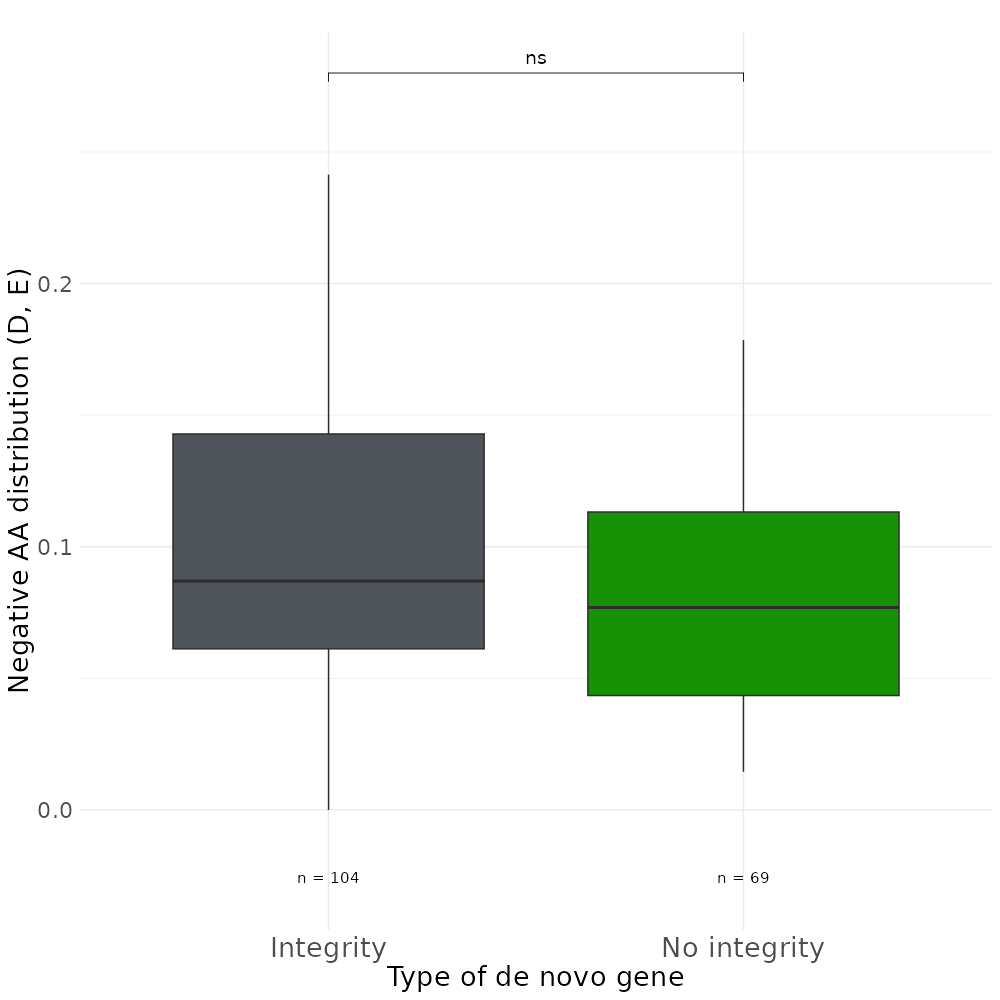 ns
Negative AA distribution (D, E)
0.2
0.1
0.0
n = 104
n = 69
Integrity
No integrity
Type of de novo gene